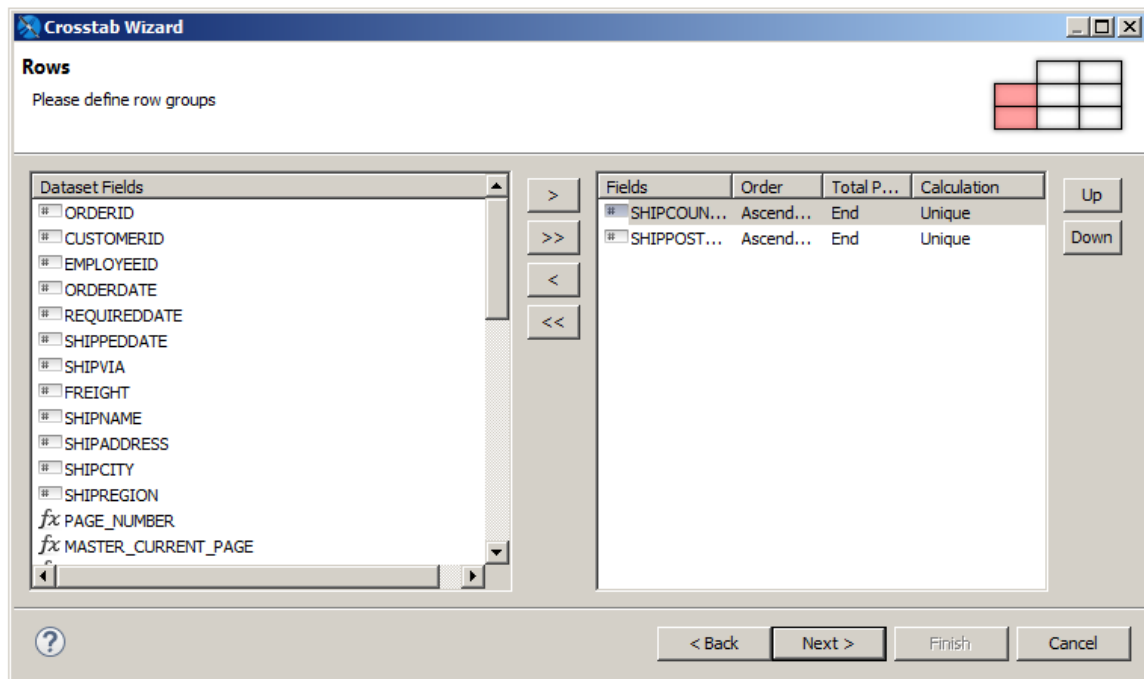 Crosstab Wizard
Rows
Please define row groups
Dataset Fields
ORDERID
CUSTOMERID
EMPLOYEEID
ORDERDATE
REQUIREDDATE
SHIPPEDDATE
SHIPVIA
FREIGHT
SHIPNAME
SHIPADDRESS
SHIPCITY
SHIPREGION
fx PAGE_NUMBER
fx MASTER_CURRENT_PAGE
>
>>
<
<<
Fields Order Total P... Calculation
SHIPCOUN... Ascend... End Unique
SHIPPOST... Ascend... End Unique
Up
Down
? < Back Next > Finish Cancel